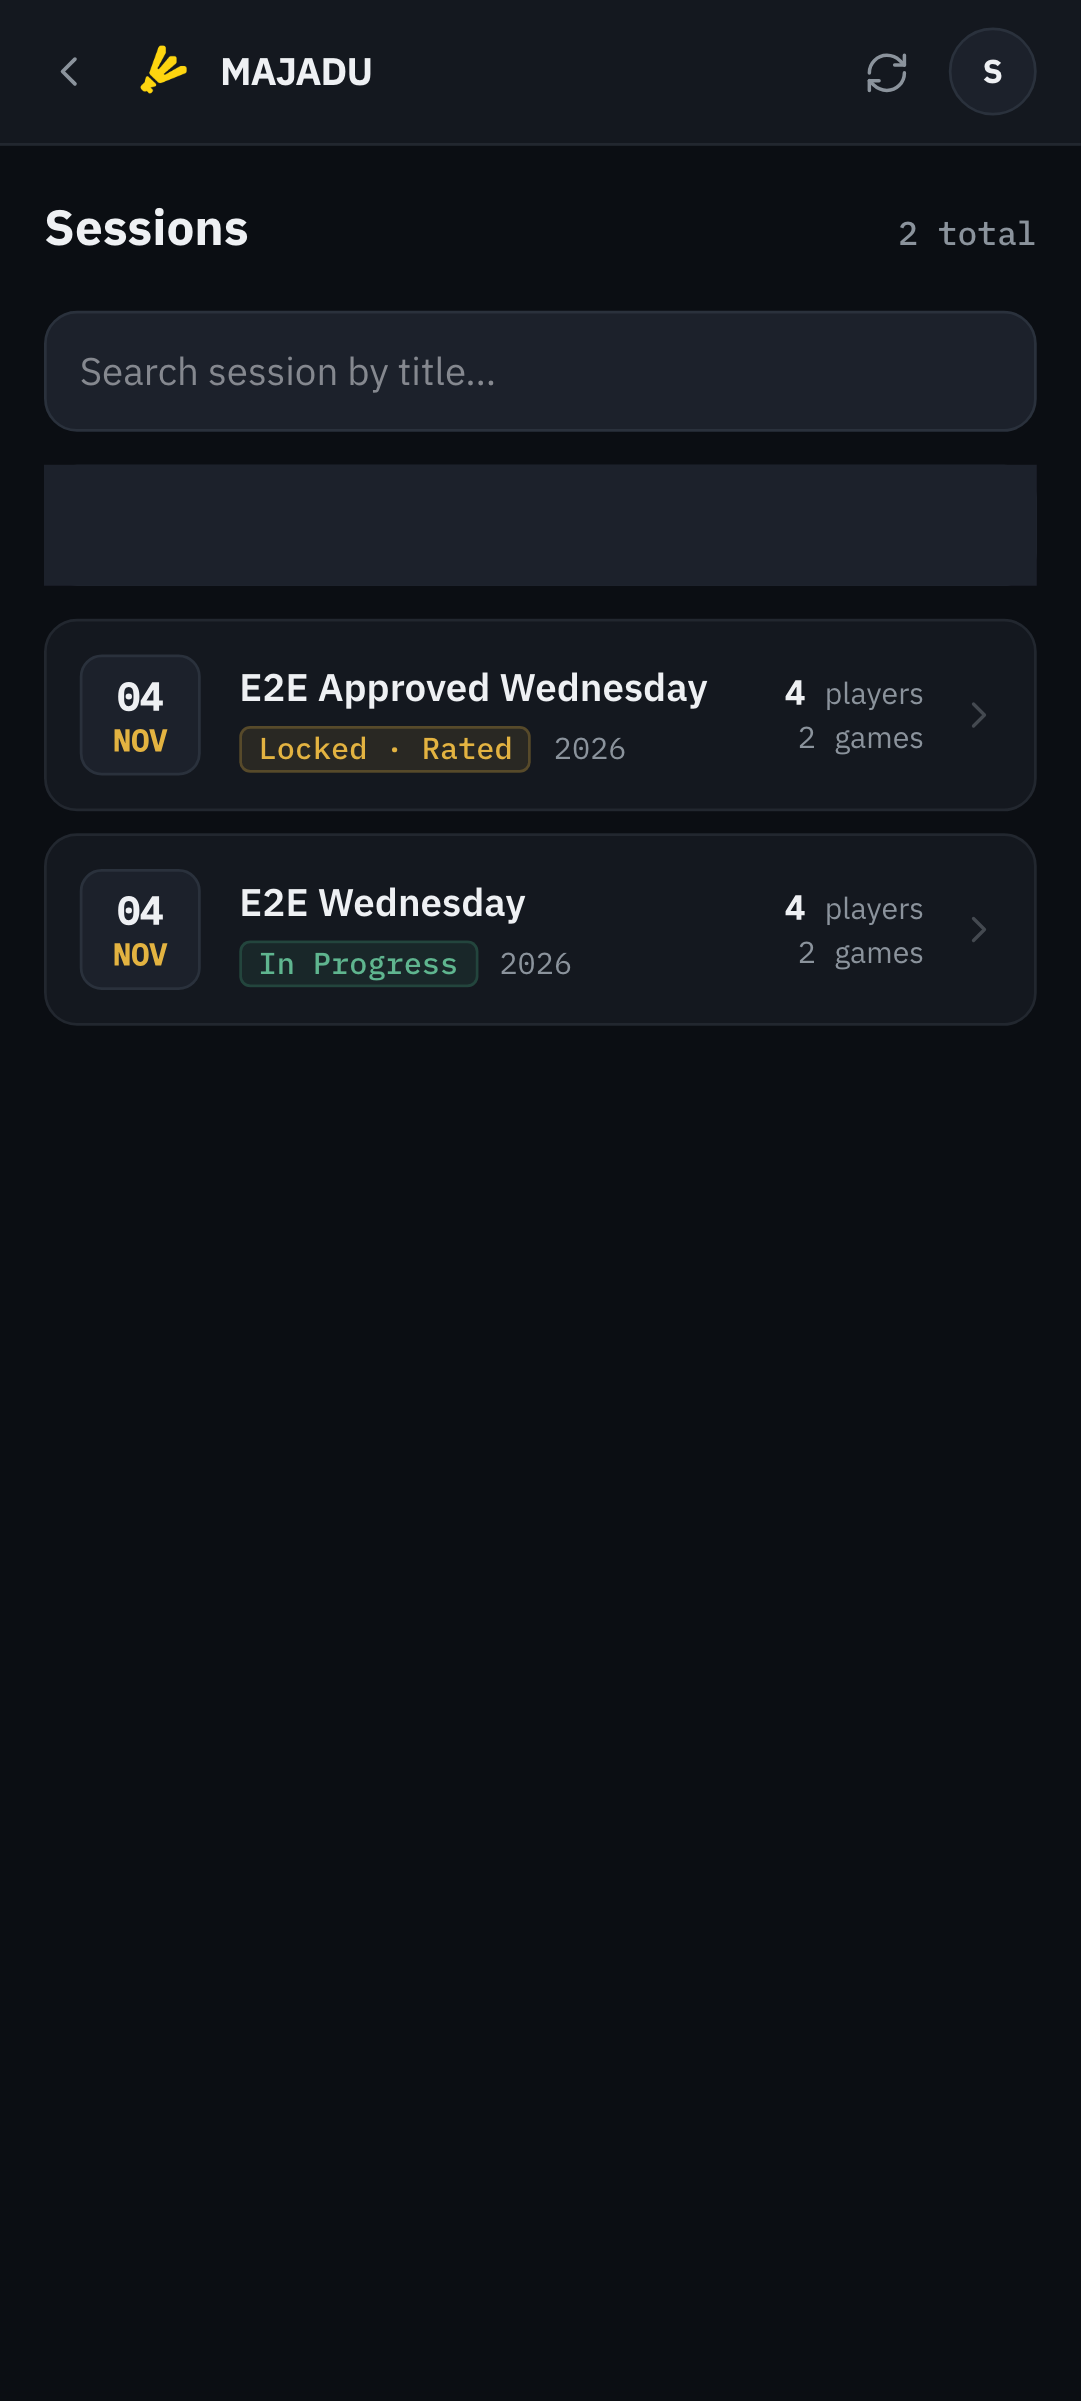 MAJADU
S
Sessions
2 total
Search session by title...
04
NOV
E2E Approved Wednesday
Locked · Rated 2026
4 players
2 games
04
NOV
E2E Wednesday
In Progress 2026
4 players
2 games